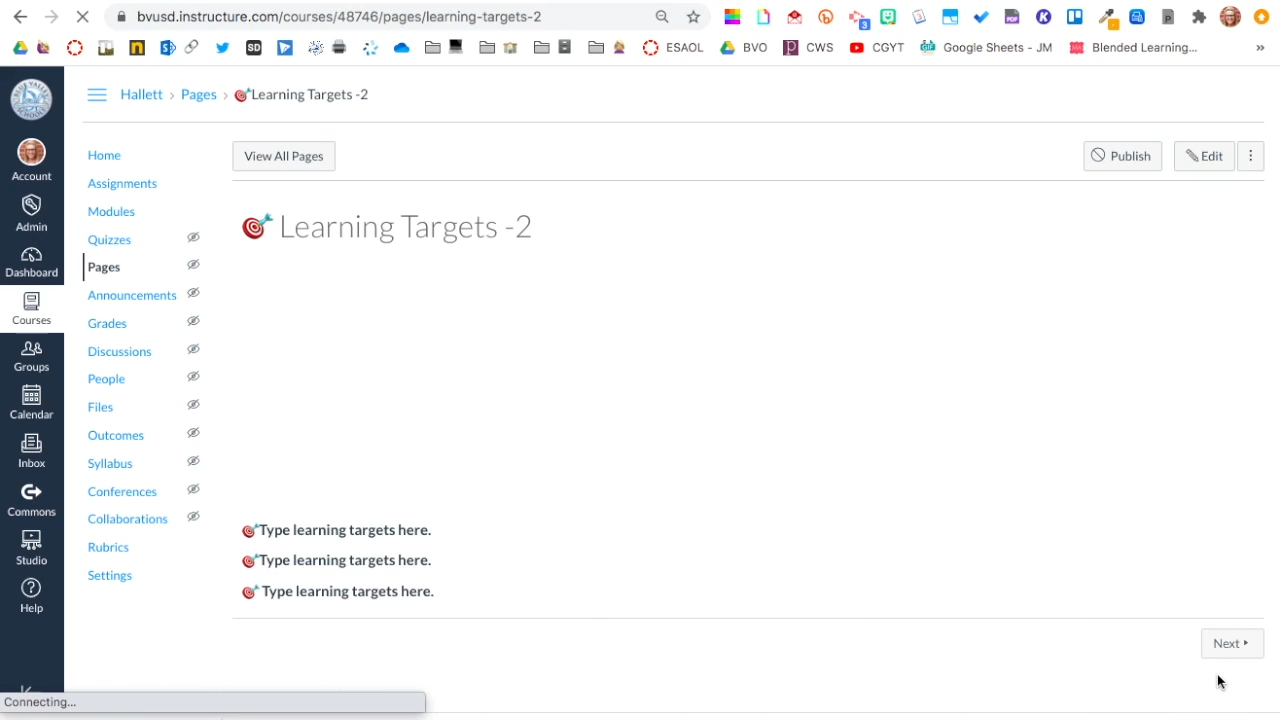 bvusd.instructure.com/courses/48746/pages/learning-targets-2
3
SD
PDF
K
P
ESAOL
BVO
CWS
CGYT
Google Sheets - JM
Blended Learning...
»
Hallett › Pages › 🎯Learning Targets -2
Account
Admin
Dashboard
Courses
Groups
Calendar
Inbox
Commons
Studio
Help
Home
Assignments
Modules
Quizzes
Pages
Announcements
Grades
Discussions
People
Files
Outcomes
Syllabus
Conferences
Collaborations
Rubrics
Settings
View All Pages
Publish
Edit
🎯 Learning Targets -2
🎯Type learning targets here.
🎯Type learning targets here.
🎯 Type learning targets here.
Next
Connecting...